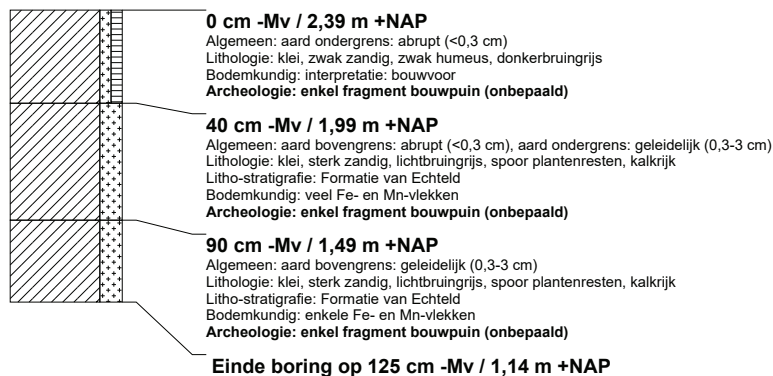 0 cm -Mv / 2,39 m +NAP
Algemeen: aard ondergrens: abrupt (<0,3 cm)
Lithologie: klei, zwak zandig, zwak humeus, donkerbruingrijs
Bodemkundig: interpretatie: bouwvoor
Archeologie: enkel fragment bouwpuin (onbepaald)
40 cm -Mv / 1,99 m +NAP
Algemeen: aard bovengrens: abrupt (<0,3 cm), aard ondergrens: geleidelijk (0,3-3 cm)
Lithologie: klei, sterk zandig, lichtbruingrijs, spoor plantenresten, kalkrijk
Litho-stratigrafie: Formatie van Echteld
Bodemkundig: veel Fe- en Mn-vlekken
Archeologie: enkel fragment bouwpuin (onbepaald)
90 cm -Mv / 1,49 m +NAP
Algemeen: aard bovengrens: geleidelijk (0,3-3 cm)
Lithologie: klei, sterk zandig, lichtbruingrijs, spoor plantenresten, kalkrijk
Litho-stratigrafie: Formatie van Echteld
Bodemkundig: enkele Fe- en Mn-vlekken
Archeologie: enkel fragment bouwpuin (onbepaald)
Einde boring op 125 cm -Mv / 1,14 m +NAP